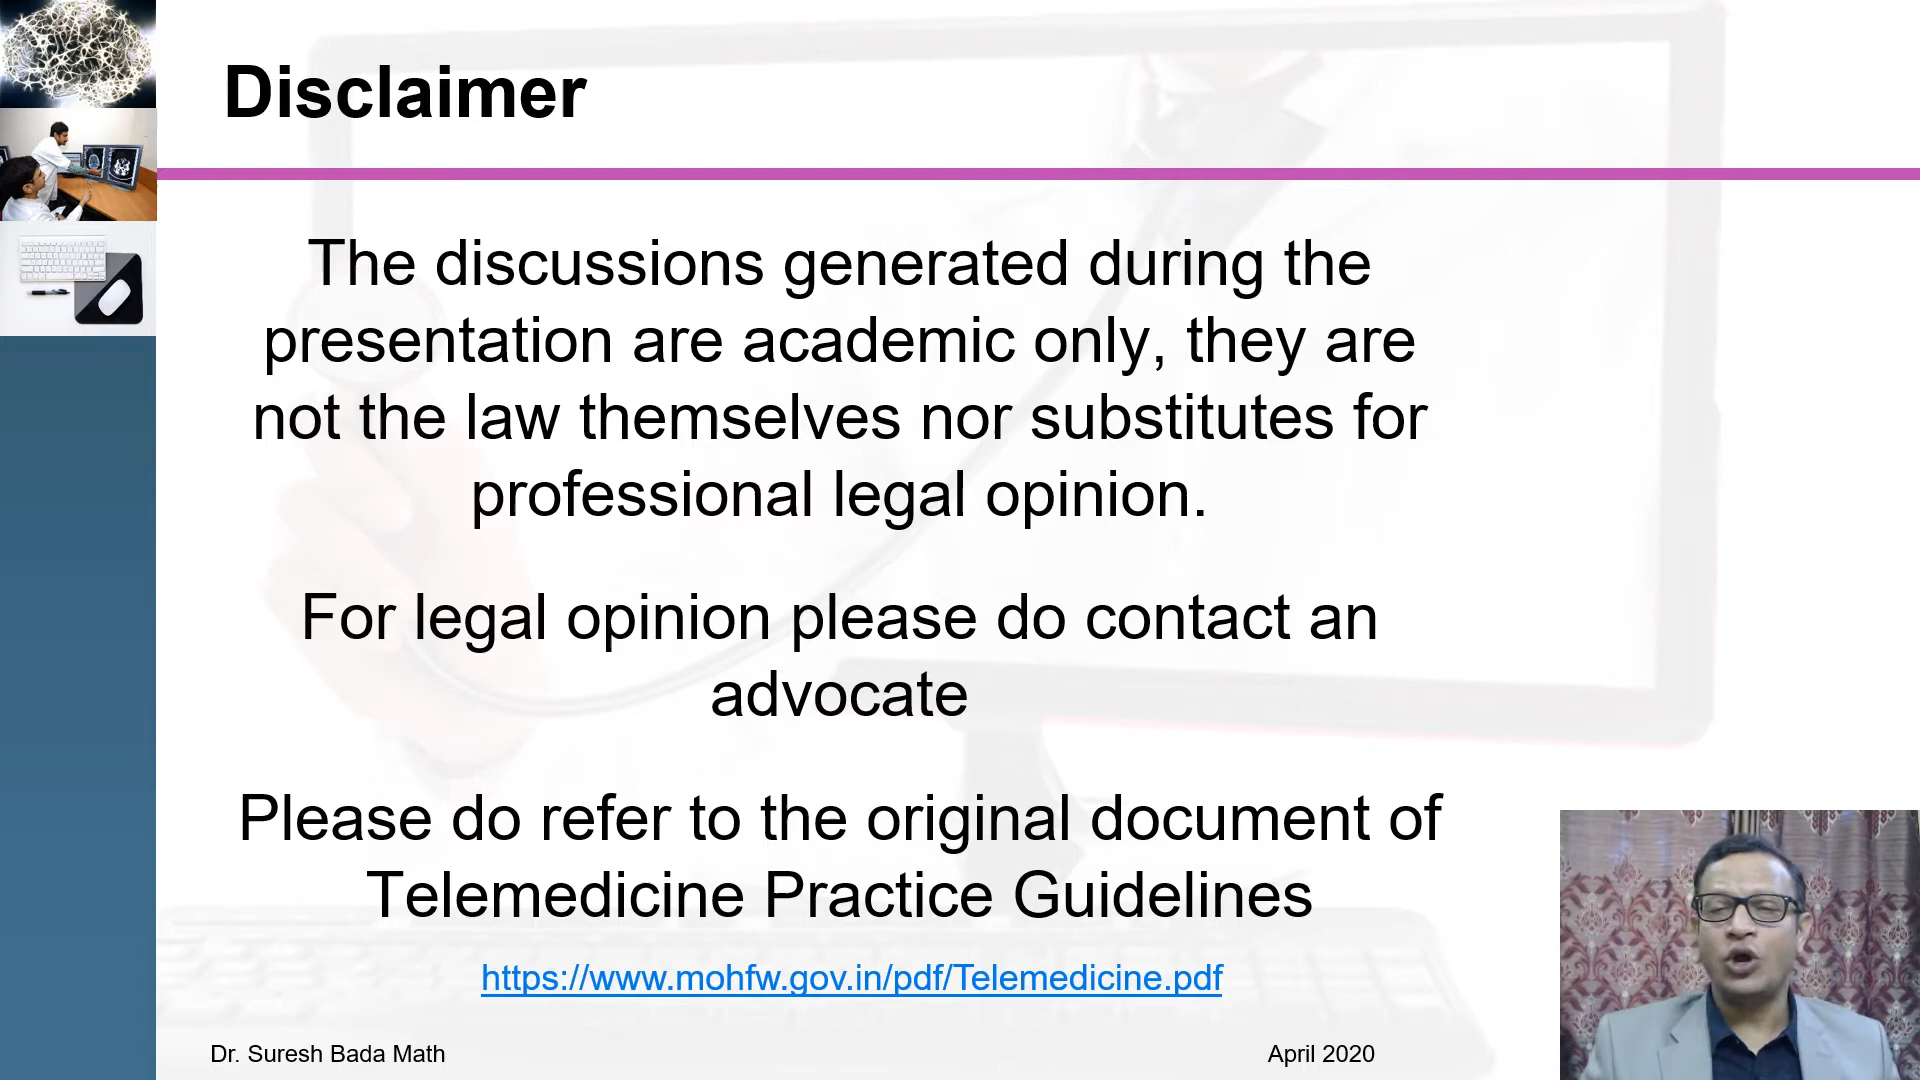 Disclaimer
The discussions generated during the
presentation are academic only, they are
not the law themselves nor substitutes for
professional legal opinion.
For legal opinion please do contact an
advocate
Please do refer to the original document of
Telemedicine Practice Guidelines
https://www.mohfw.gov.in/pdf/Telemedicine.pdf
Dr. Suresh Bada Math
April 2020